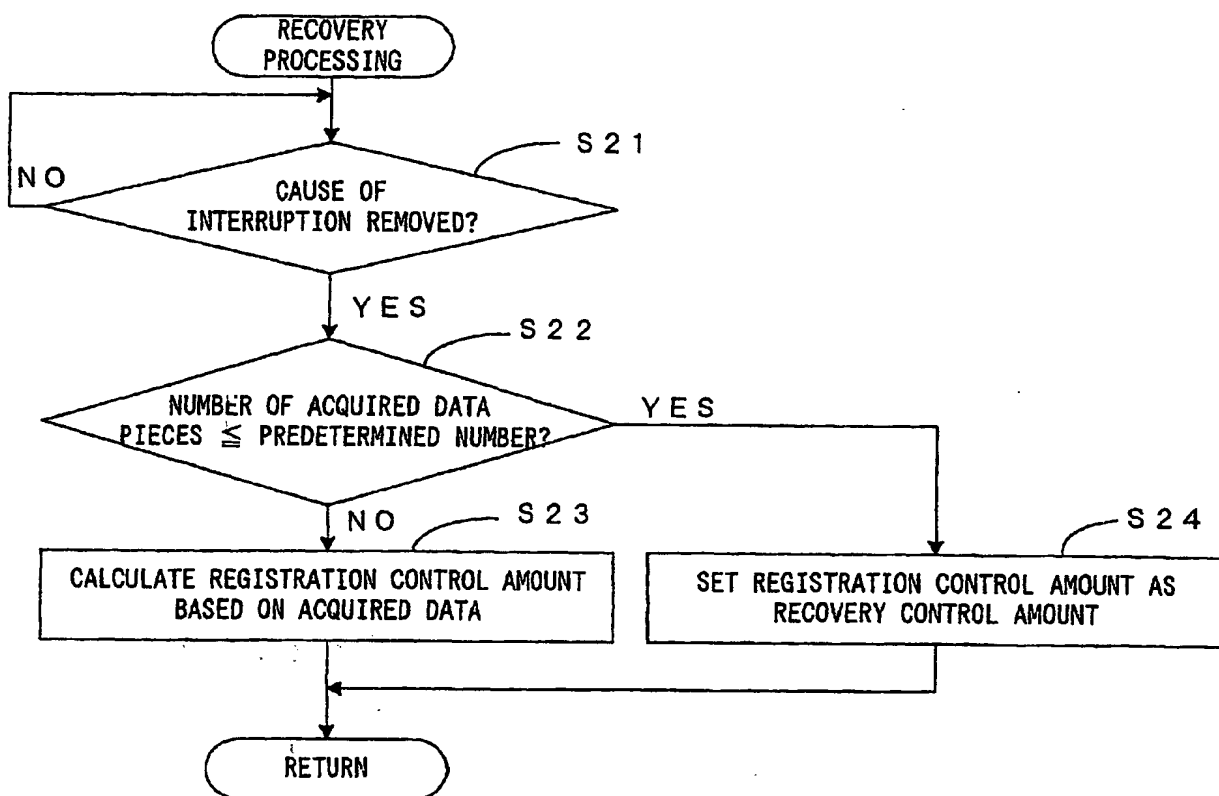 RECOVERY
PROCESSING
S21
NO
CAUSE OF
INTERRUPTION REMOVED?
YES
S22
NUMBER OF ACQUIRED DATA
PIECES ≦ PREDETERMINED NUMBER?
YES
NO
S23
CALCULATE REGISTRATION CONTROL AMOUNT
BASED ON ACQUIRED DATA
S24
SET REGISTRATION CONTROL AMOUNT AS
RECOVERY CONTROL AMOUNT
RETURN